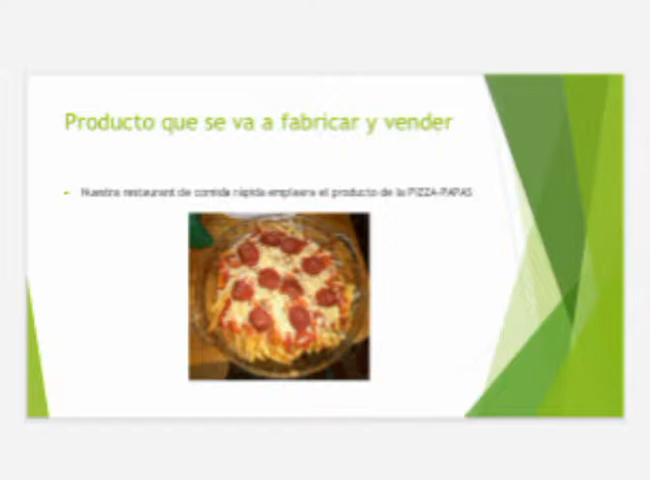 Producto que se va a fabricar y vender
Nuestro restaurant de comida rápida empleara el producto de la PIZZA-PAPAS